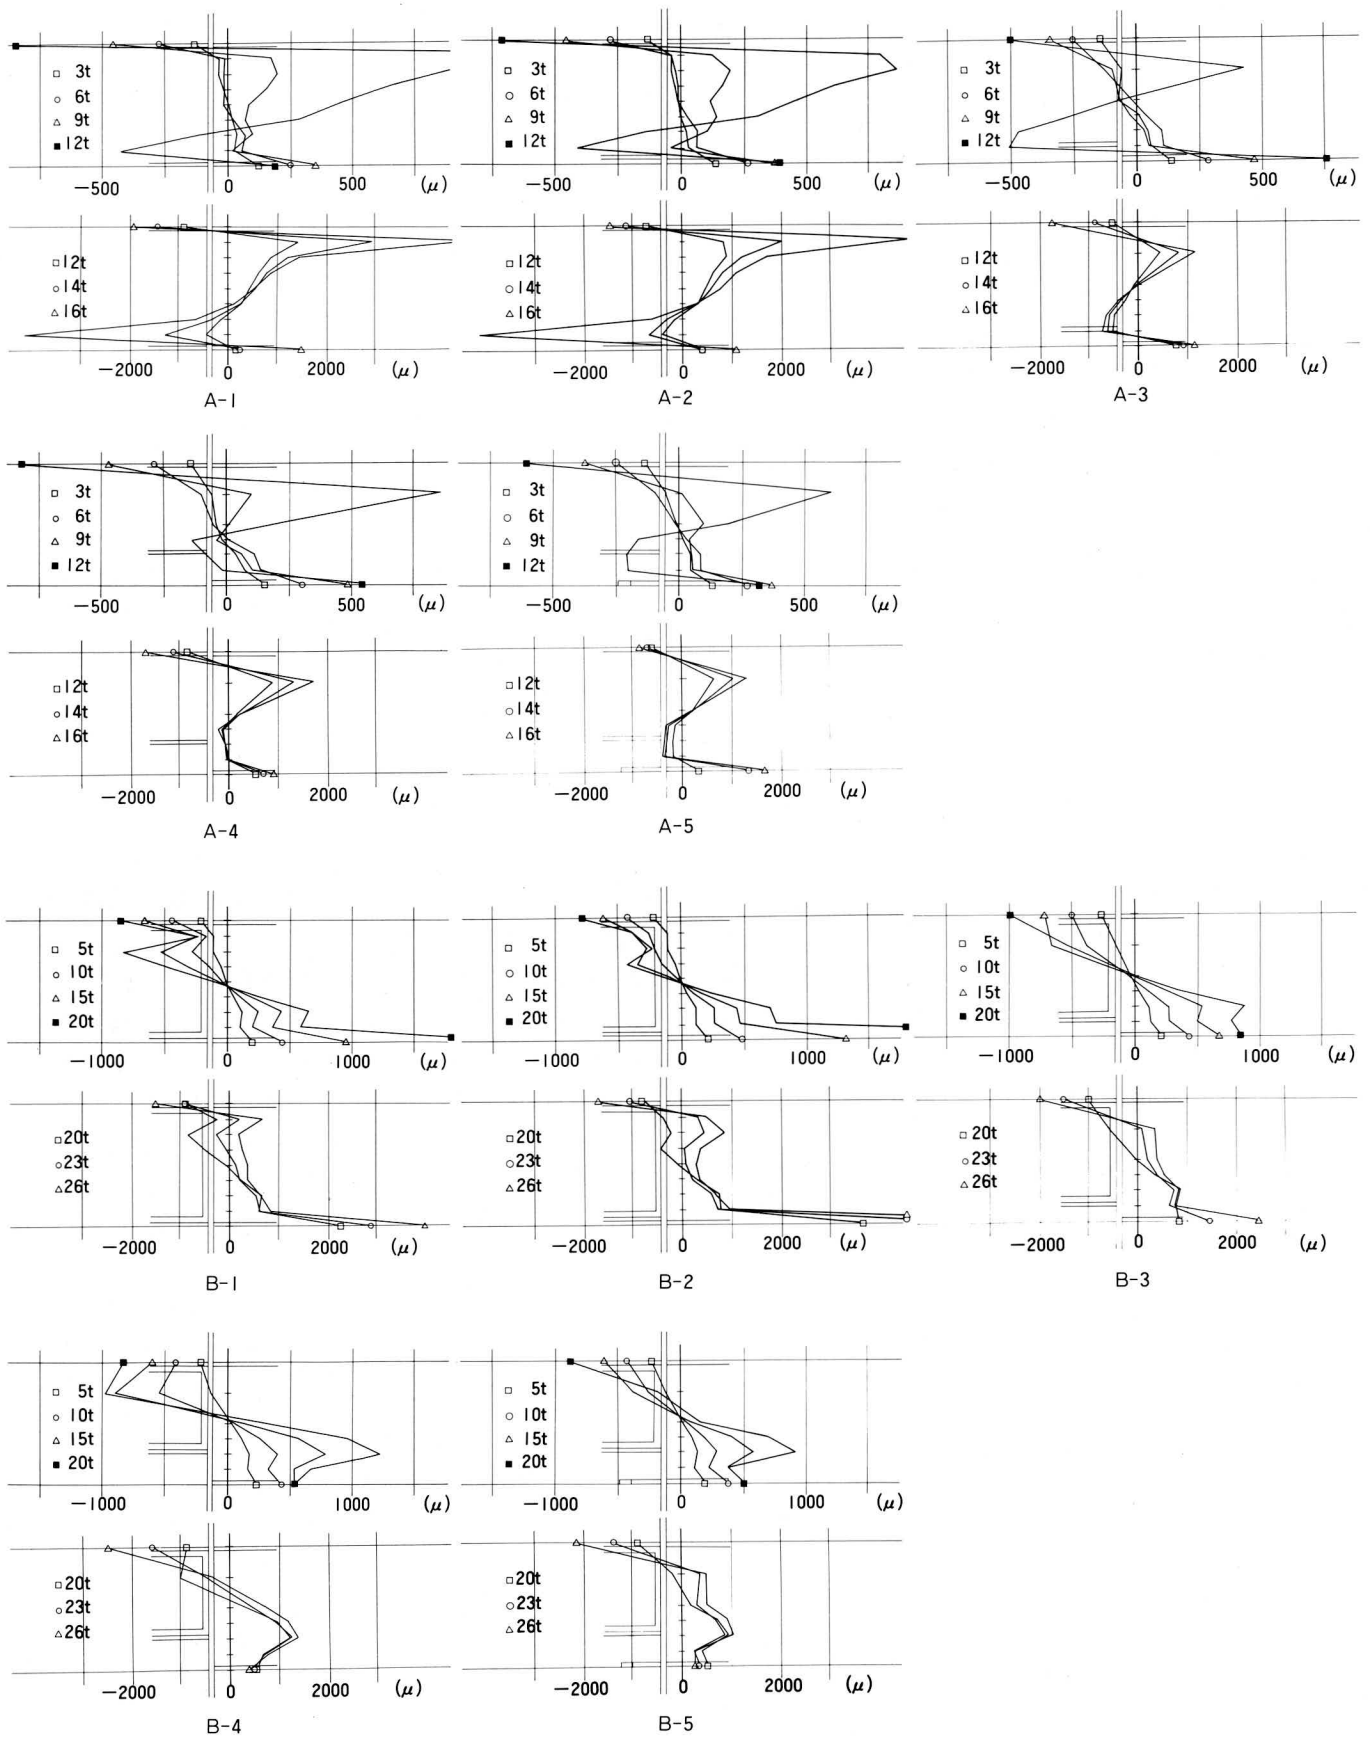 □ 3t
○ 6t
△ 9t
■ 12t
−500 0 500 (μ)
□ 12t
○ 14t
△ 16t
−2000 0 2000 (μ)
A-1
□ 3t
○ 6t
△ 9t
■ 12t
−500 0 500 (μ)
□ 12t
○ 14t
△ 16t
−2000 0 2000 (μ)
A-2
□ 3t
○ 6t
△ 9t
■ 12t
−500 0 500 (μ)
□ 12t
○ 14t
△ 16t
−2000 0 2000 (μ)
A-3
□ 3t
○ 6t
△ 9t
■ 12t
−500 0 500 (μ)
□ 12t
○ 14t
△ 16t
−2000 0 2000 (μ)
A-4
□ 3t
○ 6t
△ 9t
■ 12t
−500 0 500 (μ)
□ 12t
○ 14t
△ 16t
−2000 0 2000 (μ)
A-5
□ 5t
○ 10t
△ 15t
■ 20t
−1000 0 1000 (μ)
□ 20t
○ 23t
△ 26t
−2000 0 2000 (μ)
B-1
□ 5t
○ 10t
△ 15t
■ 20t
−1000 0 1000 (μ)
□ 20t
○ 23t
△ 26t
−2000 0 2000 (μ)
B-2
□ 5t
○ 10t
△ 15t
■ 20t
−1000 0 1000 (μ)
□ 20t
○ 23t
△ 26t
−2000 0 2000 (μ)
B-3
□ 5t
○ 10t
△ 15t
■ 20t
−1000 0 1000 (μ)
□ 20t
○ 23t
△ 26t
−2000 0 2000 (μ)
B-4
□ 5t
○ 10t
△ 15t
■ 20t
−1000 0 1000 (μ)
□ 20t
○ 23t
△ 26t
−2000 0 2000 (μ)
B-5